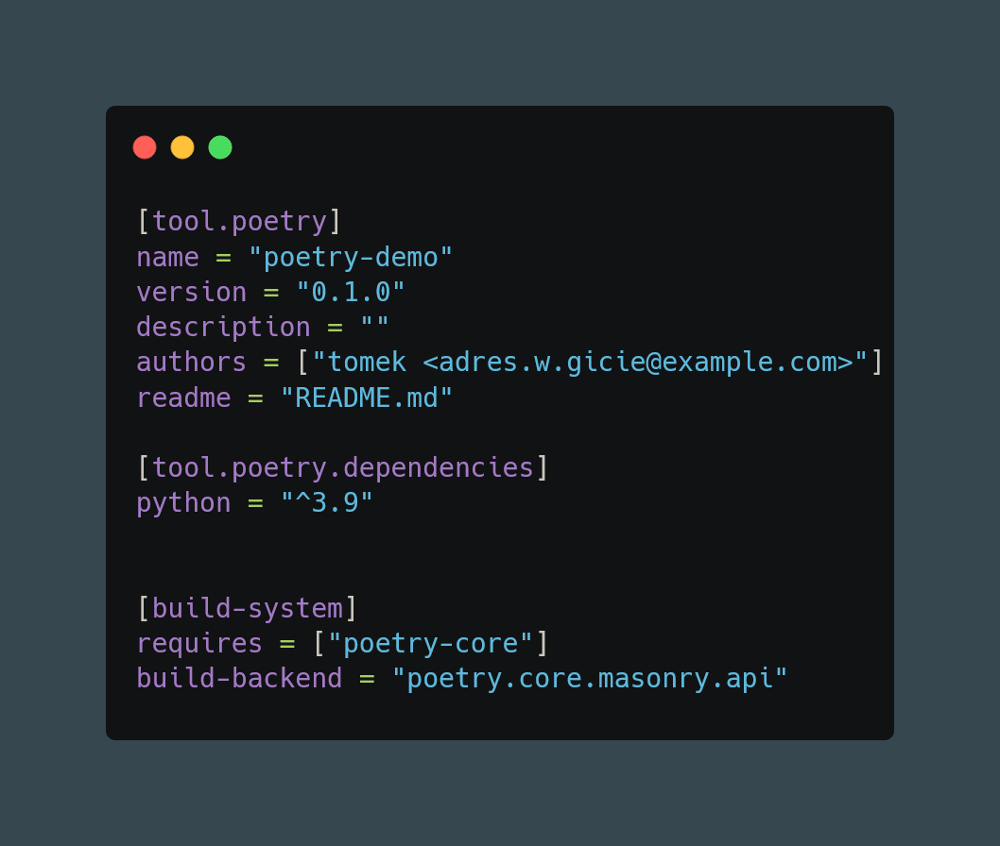 [tool.poetry]
name = "poetry-demo"
version = "0.1.0"
description = ""
authors = ["tomek <adres.w.gicie@example.com>"]
readme = "README.md"
[tool.poetry.dependencies]
python = "^3.9"
[build-system]
requires = ["poetry-core"]
build-backend = "poetry.core.masonry.api"